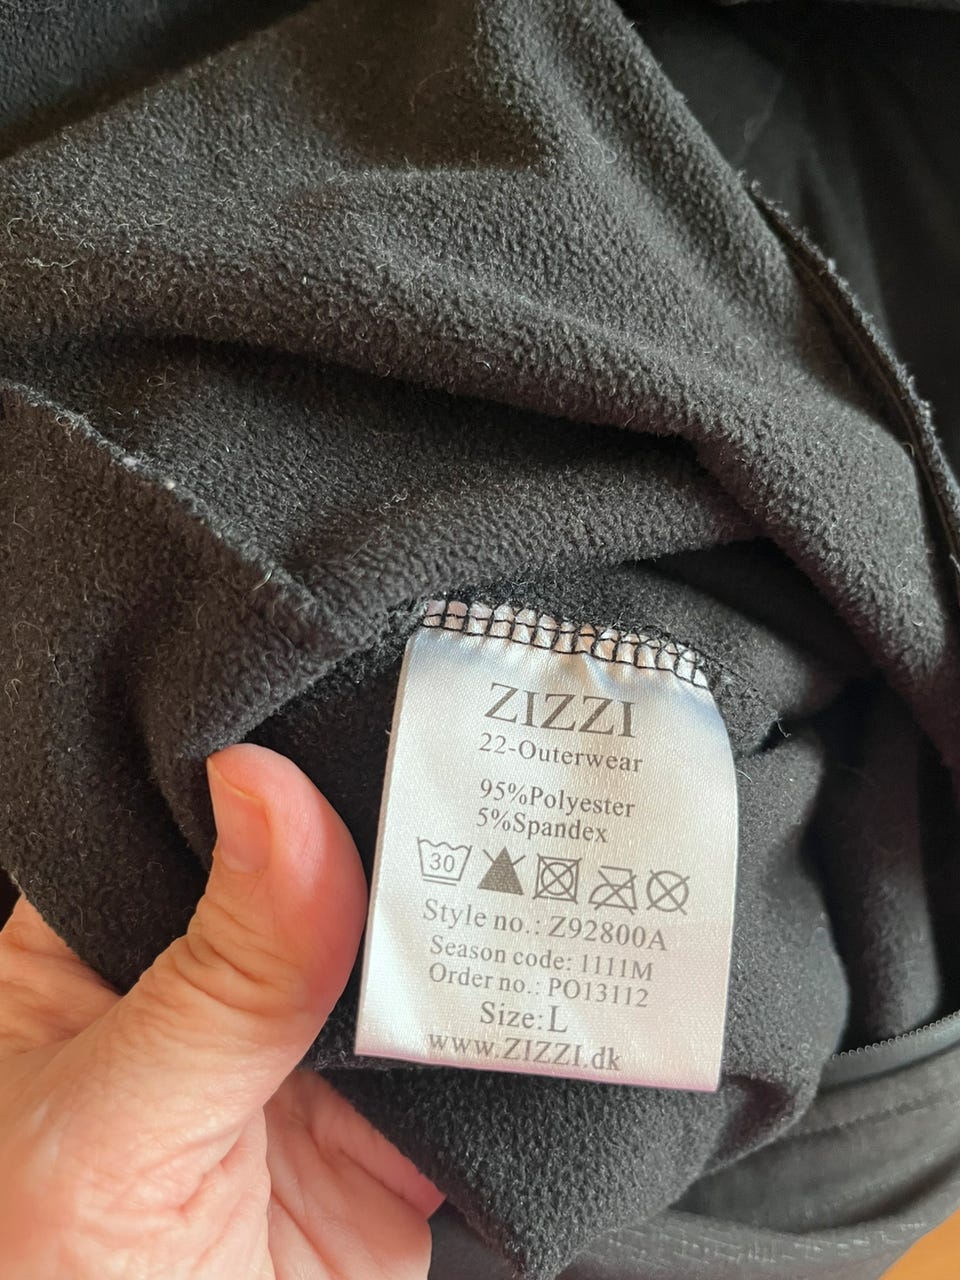 ZIZZI
22-Outerwear
95%Polyester
5%Spandex
30
Style no.: Z92800A
Season code: 1111M
Order no.: PO13112
Size: L
www.ZIZZI.dk